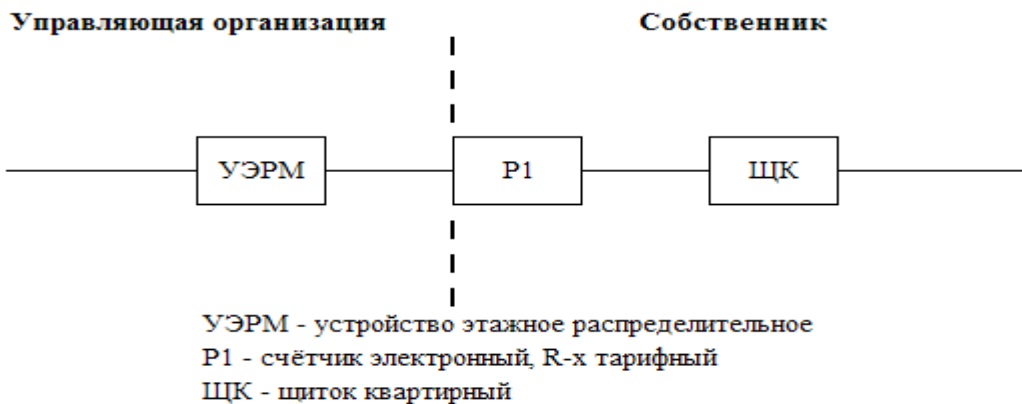 Управляющая организация Собственник
УЭРМ Р1 ЩК
УЭРМ - устройство этажное распределительное
Р1 - счётчик электронный, R-х тарифный
ЩК - щиток квартирный